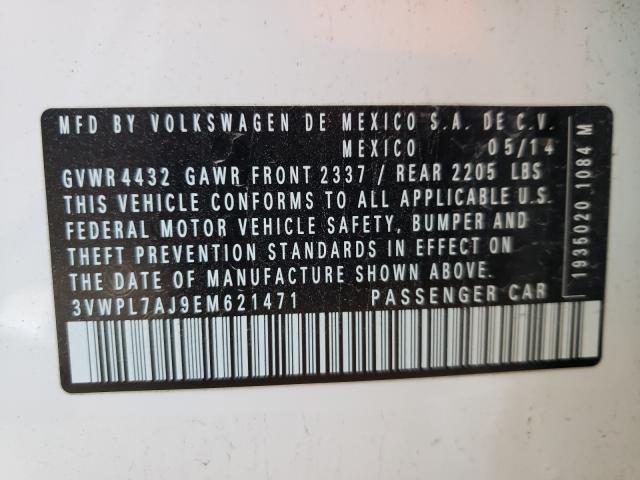 MFD BY VOLKSWAGEN DE MEXICO S.A. DE C.V.
MEXICO 05/14
GVWR 4432 GAWR FRONT 2337 / REAR 2205 LBS
THIS VEHICLE CONFORMS TO ALL APPLICABLE U.S.
FEDERAL MOTOR VEHICLE SAFETY, BUMPER AND
THEFT PREVENTION STANDARDS IN EFFECT ON
THE DATE OF MANUFACTURE SHOWN ABOVE.
3VWPL7AJ9EM621471 PASSENGER CAR
1935020 1084 M